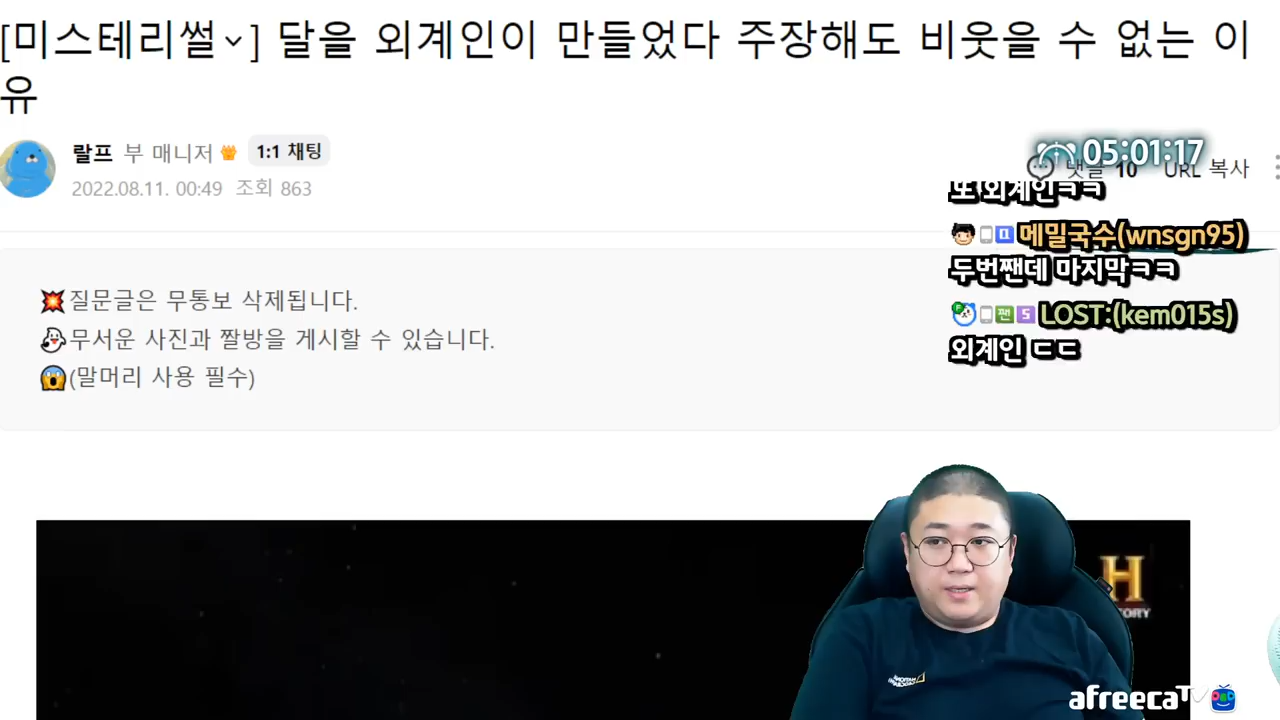 [미스테리썰] 달을 외계인이 만들었다 주장해도 비웃을 수 없는 이
유
랄프 부 매니저 1:1 채팅
2022.08.11. 00:49 조회 863
05:01:17
댓글 10 URL 복사
또 외계인ㅋㅋ
메밀국수(wnsgn95)
두번짼데 마지막ㅋㅋ
팬 S LOST:(kem015s)
외계인 ㄷㄷ
질문글은 무통보 삭제됩니다.
무서운 사진과 짤방을 게시할 수 있습니다.
(말머리 사용 필수)
H
afreecaTV